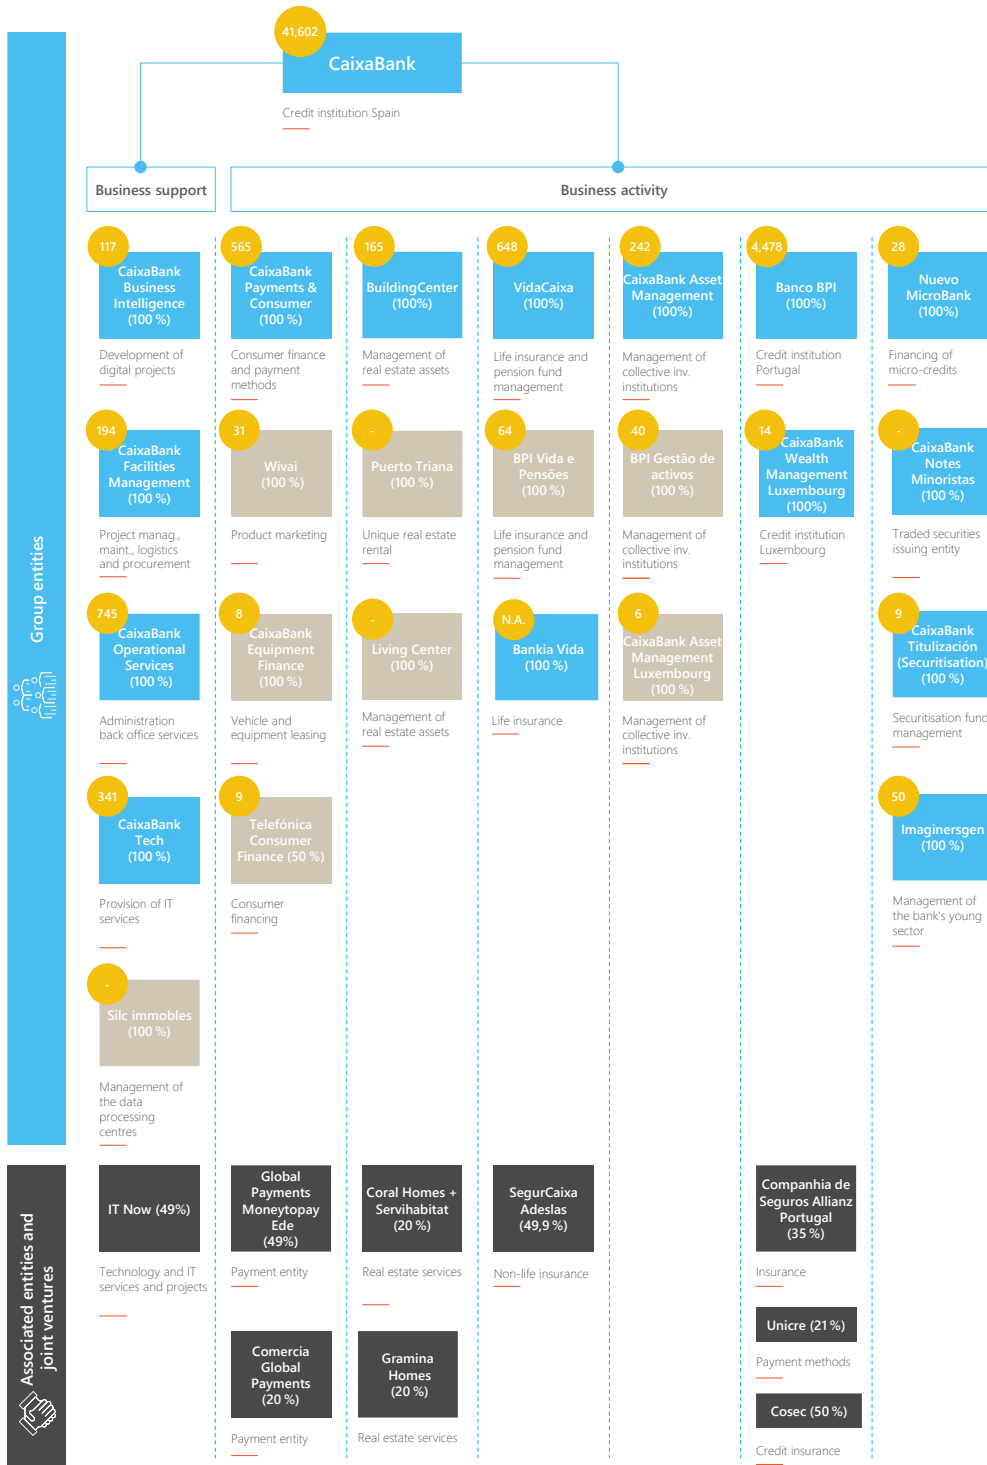 41,602
CaixaBank
Credit institution Spain
Business support
Business activity
117
CaixaBank
Business
Intelligence
(100 %)
Development of
digital projects
565
CaixaBank
Payments &
Consumer
(100 %)
Consumer finance
and payment
methods
165
BuildingCenter
(100%)
Management of
real estate assets
648
VidaCaixa
(100%)
Life insurance and
pension fund
management
242
CaixaBank Asset
Management
(100%)
Management of
collective inv.
institutions
4,478
Banco BPI
(100%)
Credit institution
Portugal
28
Nuevo
MicroBank
(100%)
Financing of
micro-credits
194
CaixaBank
Facilities
Management
(100 %)
Project manag.,
maint., logistics
and procurement
31
Wivai
(100 %)
Product marketing
-
Puerto Triana
(100 %)
Unique real estate
rental
64
BPI Vida e
Pensões
(100 %)
Life insurance and
pension fund
management
40
BPI Gestão de
activos
(100 %)
Management of
collective inv.
institutions
14
CaixaBank
Wealth
Management
Luxembourg
(100%)
Credit institution
Luxembourg
-
CaixaBank
Notes
Minoristas
(100 %)
Traded securities
issuing entity
745
CaixaBank
Operational
Services
(100 %)
Administration
back office services
8
CaixaBank
Equipment
Finance
(100 %)
Vehicle and
equipment leasing
-
Living Center
(100 %)
Management of
real estate assets
N.A.
Bankia Vida
(100 %)
Life insurance
6
CaixaBank Asset
Management
Luxembourg
(100 %)
Management of
collective inv.
institutions
9
CaixaBank
Titulización
(Securitisation)
(100 %)
Securitisation fund
management
341
CaixaBank
Tech
(100 %)
Provision of IT
services
9
Telefónica
Consumer
Finance (50 %)
Consumer
financing
50
Imaginersgen
(100 %)
Management of
the bank's young
sector
-
Silc immobles
(100 %)
Management of
the data
processing
centres
Group entities
IT Now (49%)
Technology and IT
services and projects
Global
Payments
Moneytopay
Ede
(49%)
Payment entity
Coral Homes +
Servihabitat
(20 %)
Real estate services
SegurCaixa
Adeslas
(49,9 %)
Non-life insurance
Companhia de
Seguros Allianz
Portugal
(35 %)
Insurance
Unicre (21 %)
Payment methods
Comercia
Global
Payments
(20 %)
Payment entity
Gramina
Homes
(20 %)
Real estate services
Cosec (50 %)
Credit insurance
Associated entities and
joint ventures